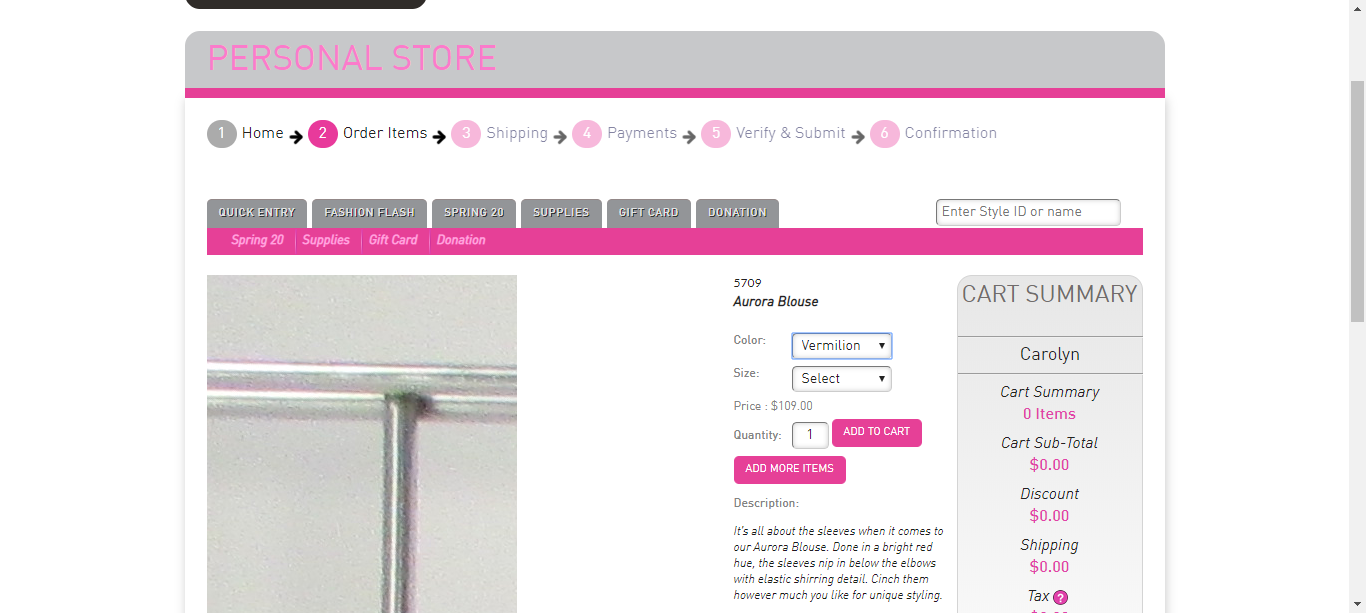 PERSONAL STORE
1 Home 2 Order Items 3 Shipping 4 Payments 5 Verify & Submit 6 Confirmation
QUICK ENTRY FASHION FLASH SPRING 20 SUPPLIES GIFT CARD DONATION
Enter Style ID or name
Spring 20 Supplies Gift Card Donation
5709
Aurora Blouse
Color: Vermilion
Size: Select
Price : $109.00
Quantity: 1 ADD TO CART
ADD MORE ITEMS
Description:
It's all about the sleeves when it comes to
our Aurora Blouse. Done in a bright red
hue, the sleeves nip in below the elbows
with elastic shirring detail. Cinch them
however much you like for unique styling.
CART SUMMARY
Carolyn
Cart Summary
0 Items
Cart Sub-Total
$0.00
Discount
$0.00
Shipping
$0.00
Tax ?